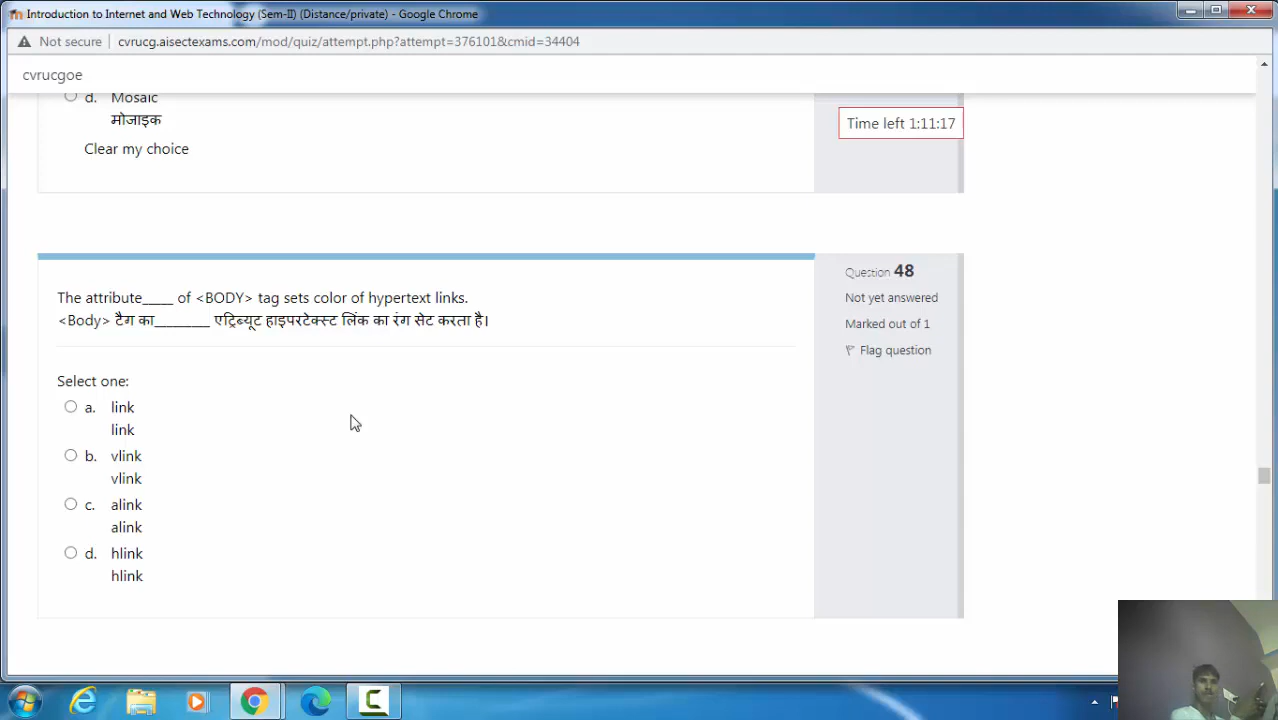 Introduction to Internet and Web Technology (Sem-II) (Distance/private) - Google Chrome
Not secure
cvrucg.aisectexams.com/mod/quiz/attempt.php?attempt=376101&cmid=34404
cvrucgoe
d. Mosaic
मोजाइक
Clear my choice
Time left 1:11:17
The attribute____ of <BODY> tag sets color of hypertext links.
<Body> टैग का_________ एट्रिब्यूट हाइपरटेक्स्ट लिंक का रंग सेट करता है।
Select one:
a. link
link
b. vlink
vlink
c. alink
alink
d. hlink
hlink
Question 48
Not yet answered
Marked out of 1
Flag question